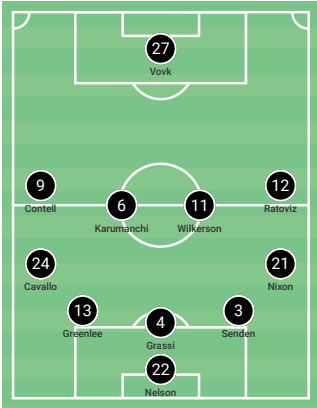 27
Vovk
9
Contell
6
Karumanchi
11
Wilkerson
12
Ratoviz
24
Cavallo
21
Nixon
13
Greenlee
4
Grassi
3
Senden
22
Nelson